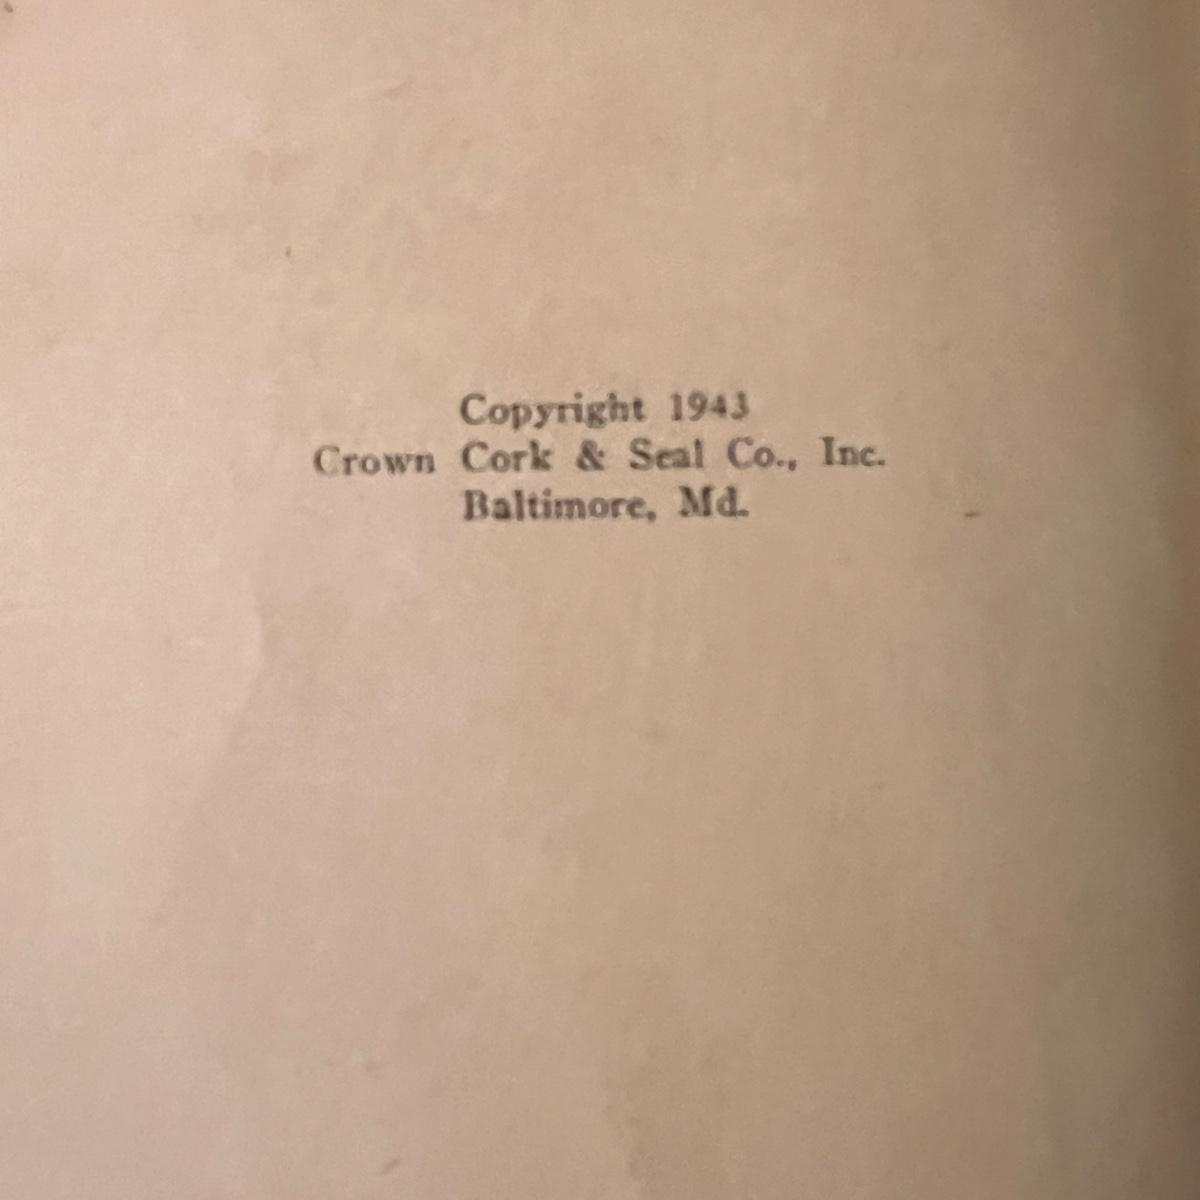 Copyright 1943
Crown Cork & Seal Co., Inc.
Baltimore, Md.